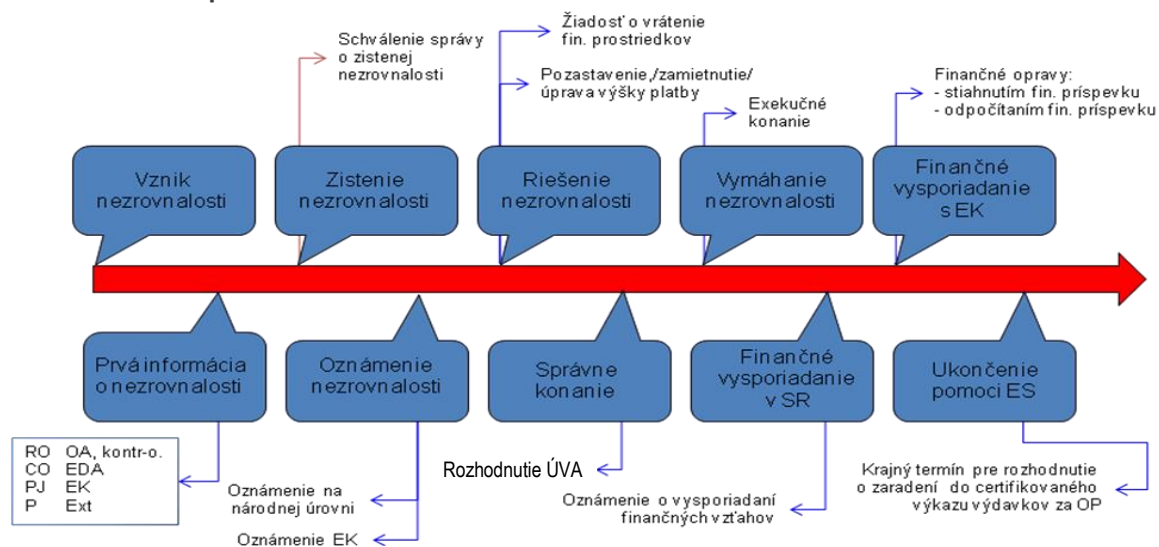 Schválenie správy
o zistenej
nezrovnalosti
Žiadosť o vrátenie
fin. prostriedkov
Pozastavenie,/zamietnutie/
úprava výšky platby
Exekučné
konanie
Finančné opravy:
- stiahnutím fin. príspevku
- odpočítaním fin. príspevku
Vznik
nezrovnalosti
Zistenie
nezrovnalosti
Riešenie
nezrovnalosti
Vymáhanie
nezrovnalosti
Finančné
vysporiadanie
s EK
Prvá informácia
o nezrovnalosti
Oznámenie
nezrovnalosti
Správne
konanie
Finančné
vysporiadanie
v SR
Ukončenie
pomoci ES
RO OA, kontr-o.
CO EDA
PJ EK
P Ext
Oznámenie na
národnej úrovni
Oznámenie EK
Rozhodnutie ÚVA
Oznámenie o vysporiadaní
finančných vzťahov
Krajný termín pre rozhodnutie
o zaradení do certifikovaného
výkazu výdavkov za OP